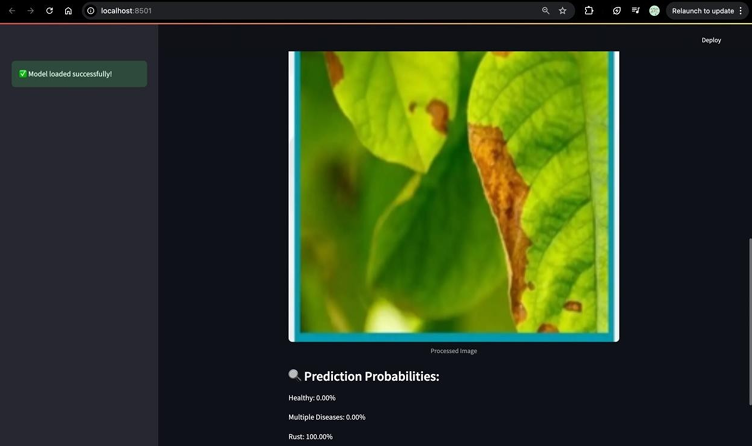 localhost:8501
Relaunch to update
Deploy
✅ Model loaded successfully!
Processed Image
🔍 Prediction Probabilities:
Healthy: 0.00%
Multiple Diseases: 0.00%
Rust: 100.00%